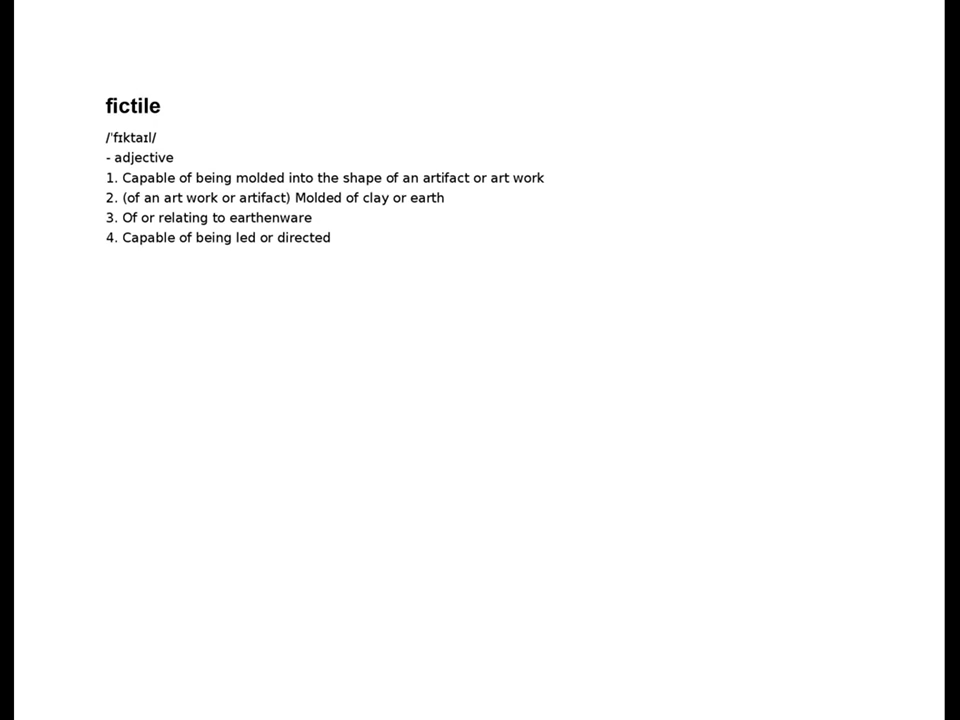 fictile
/ˈfɪktaɪl/
- adjective
1. Capable of being molded into the shape of an artifact or art work
2. (of an art work or artifact) Molded of clay or earth
3. Of or relating to earthenware
4. Capable of being led or directed